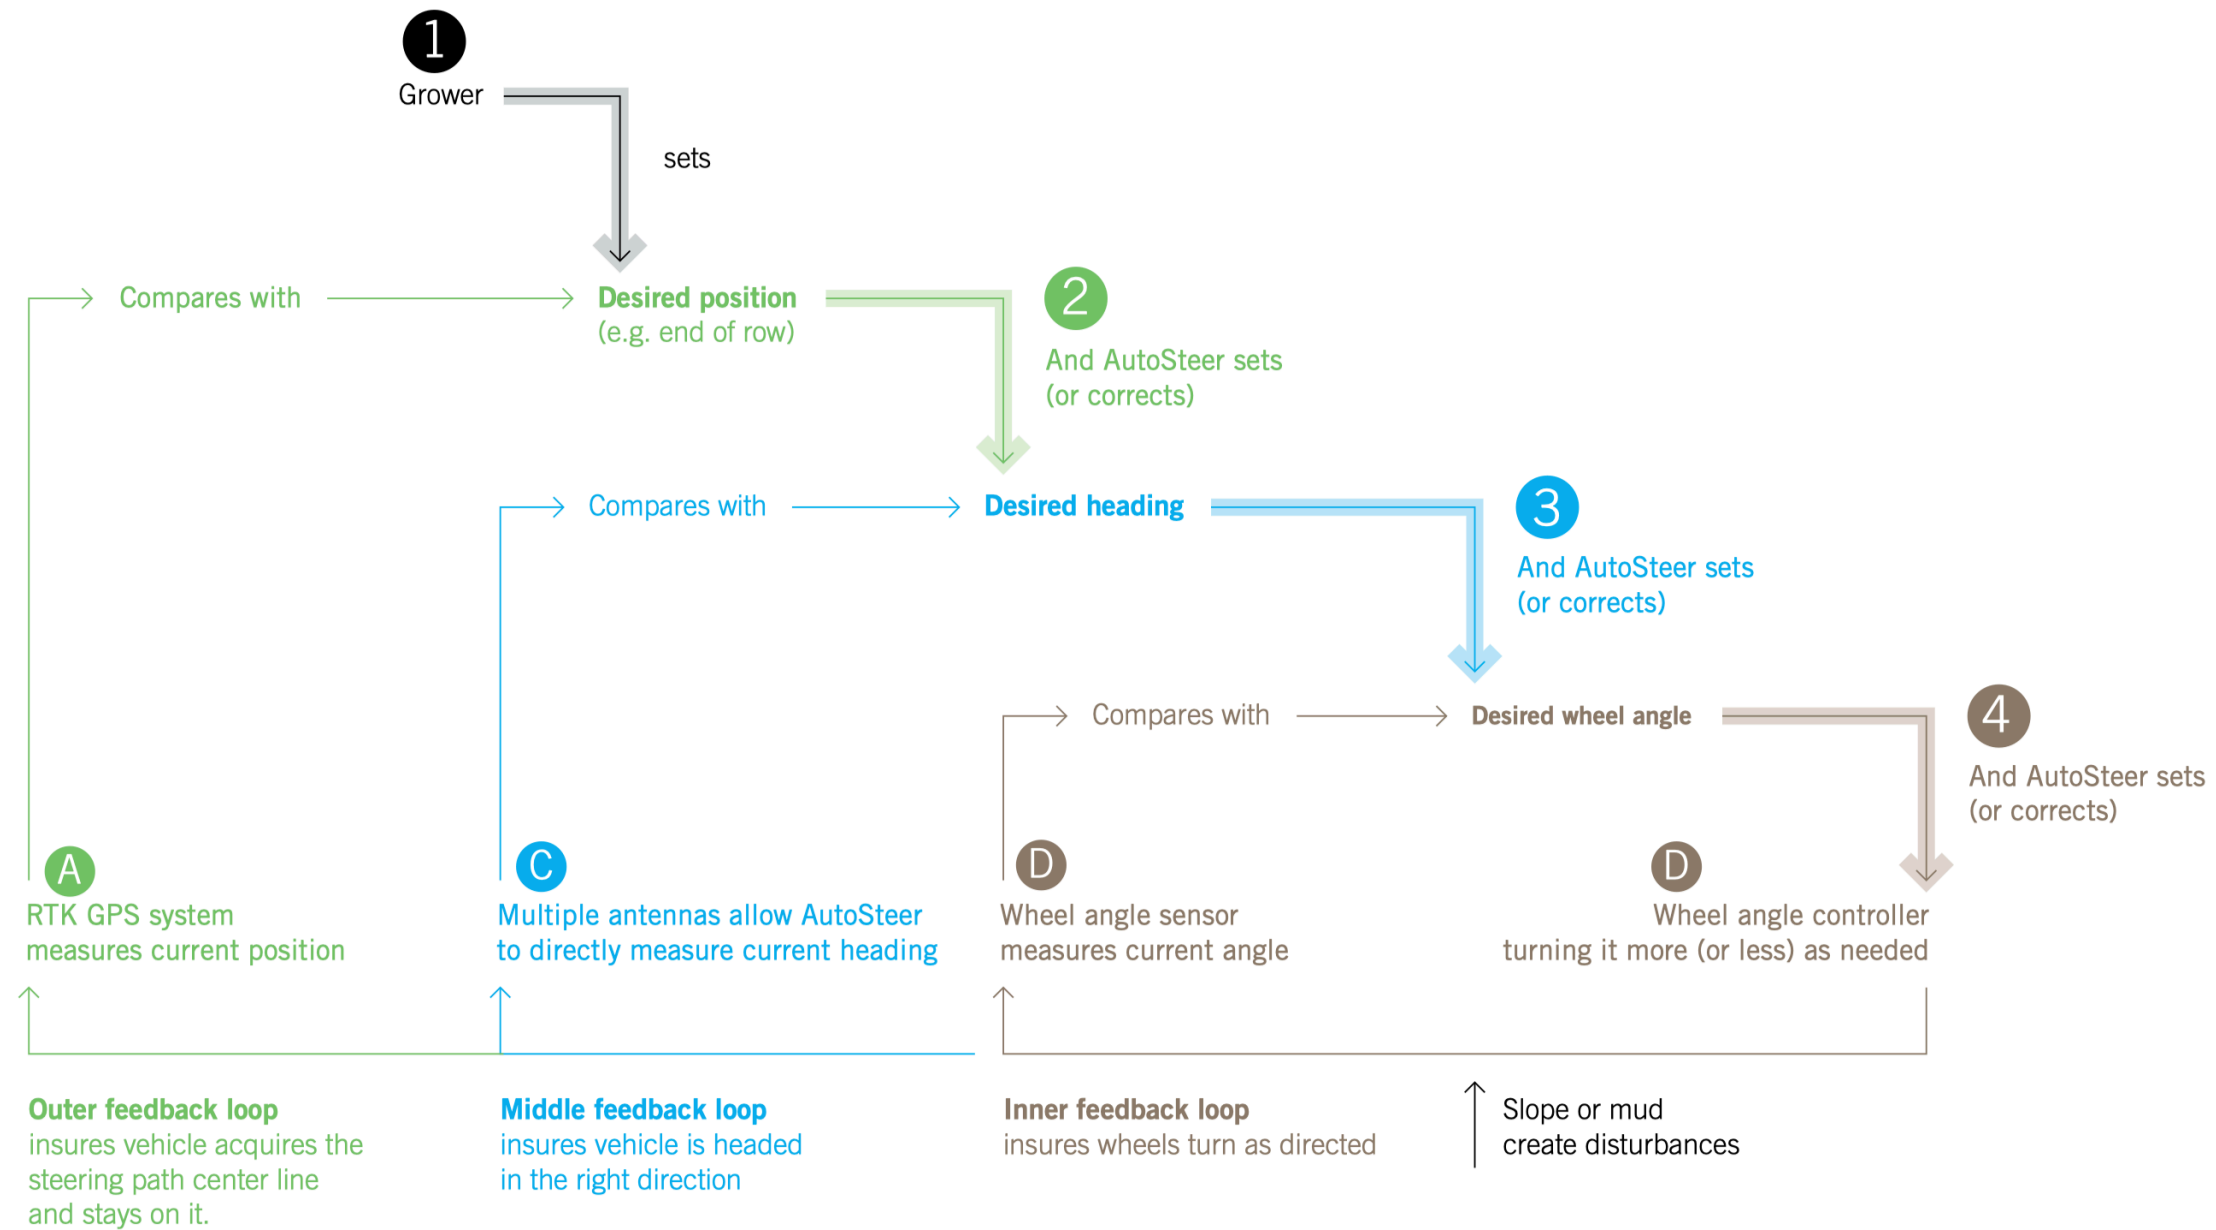 1
Grower
sets
Compares with
Desired position
(e.g. end of row)
2
And AutoSteer sets
(or corrects)
Compares with
Desired heading
3
And AutoSteer sets
(or corrects)
Compares with
Desired wheel angle
4
And AutoSteer sets
(or corrects)
A
RTK GPS system
measures current position
C
Multiple antennas allow AutoSteer
to directly measure current heading
D
Wheel angle sensor
measures current angle
D
Wheel angle controller
turning it more (or less) as needed
Outer feedback loop
insures vehicle acquires the
steering path center line
and stays on it.
Middle feedback loop
insures vehicle is headed
in the right direction
Inner feedback loop
insures wheels turn as directed
Slope or mud
create disturbances